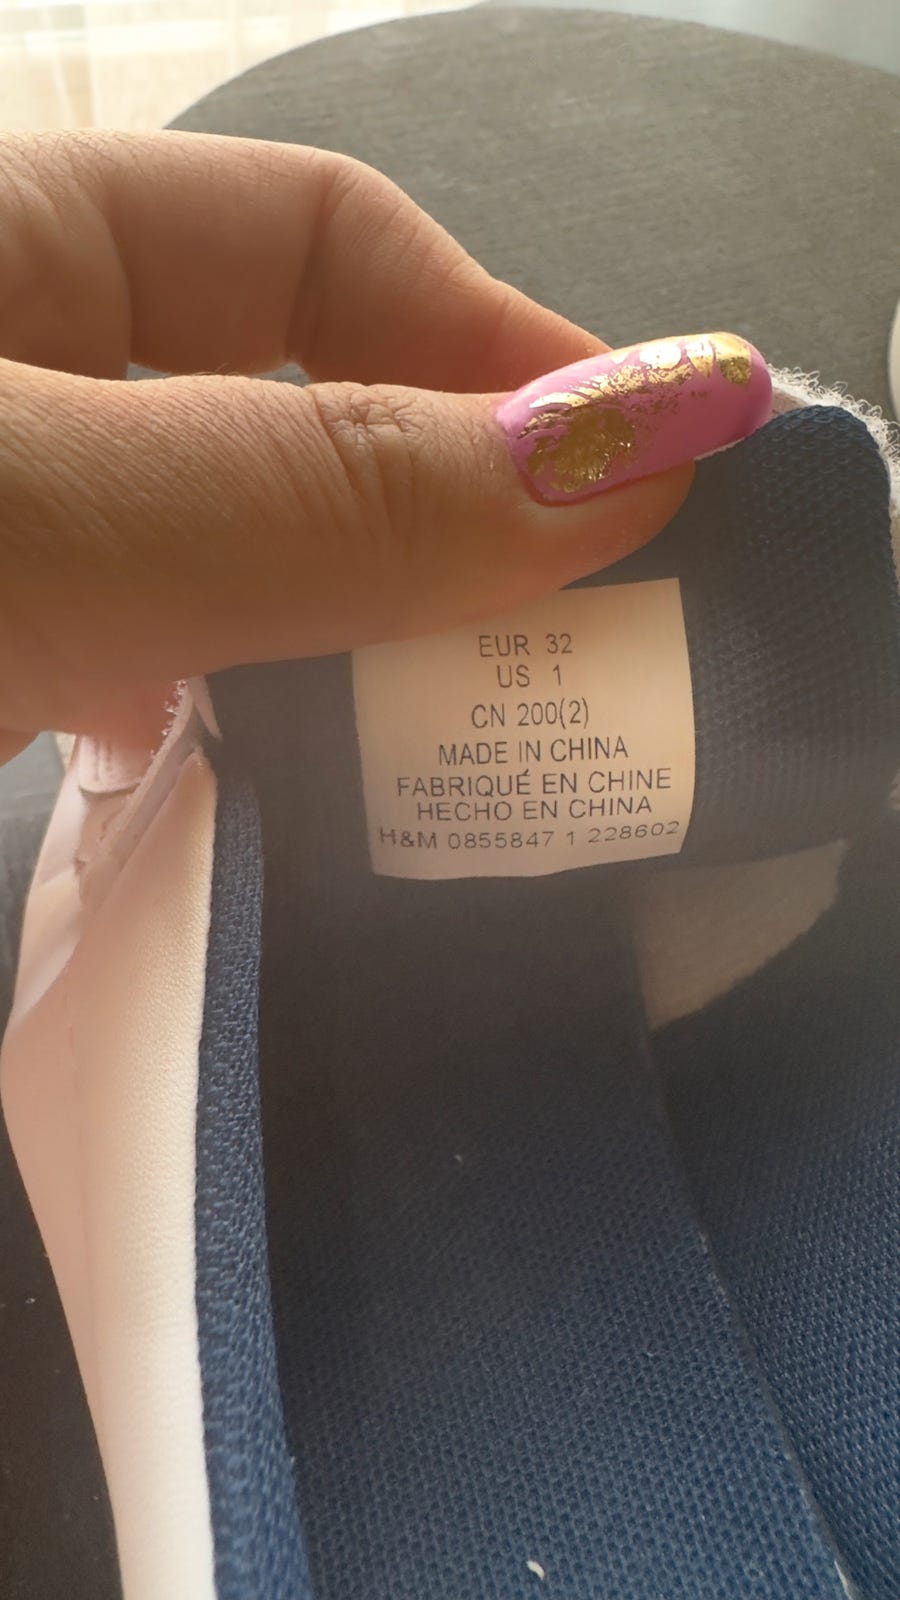 EUR 32
US 1
CN 200(2)
MADE IN CHINA
FABRIQUÉ EN CHINE
HECHO EN CHINA
H&M 0855847 1 228602